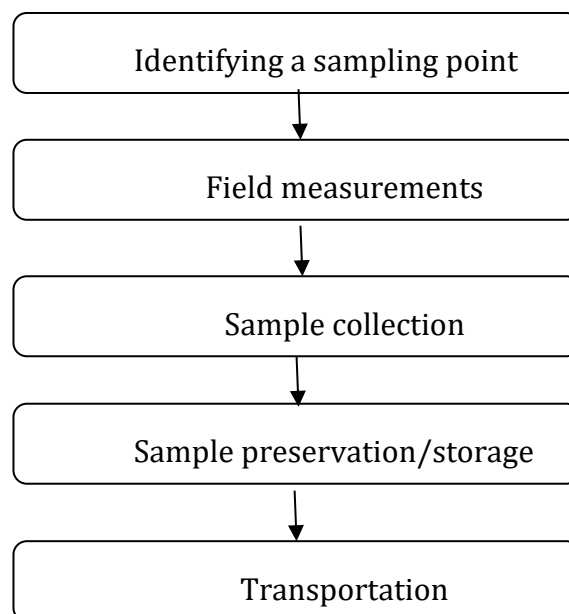 Identifying a sampling point
Field measurements
Sample collection
Sample preservation/storage
Transportation